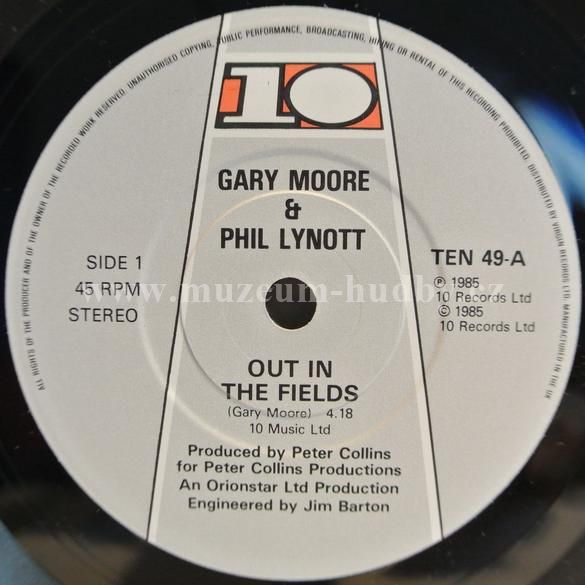 ALL RIGHTS OF THE PRODUCER AND OF THE OWNER OF THE RECORDED WORK RESERVED. UNAUTHORISED COPYING, PUBLIC PERFORMANCE, BROADCASTING, HIRING OR RENTAL OF THIS RECORDING PROHIBITED. DISTRIBUTED BY VIRGIN RECORDS LTD. MANUFACTURED IN THE UK
10
GARY MOORE
&
PHIL LYNOTT
SIDE 1
45 RPM
STEREO
TEN 49-A
℗ 1985
10 Records Ltd
© 1985
10 Records Ltd
www.muzeum-hudby.cz
OUT IN
THE FIELDS
(Gary Moore) 4.18
10 Music Ltd
Produced by Peter Collins
for Peter Collins Productions
An Orionstar Ltd Production
Engineered by Jim Barton